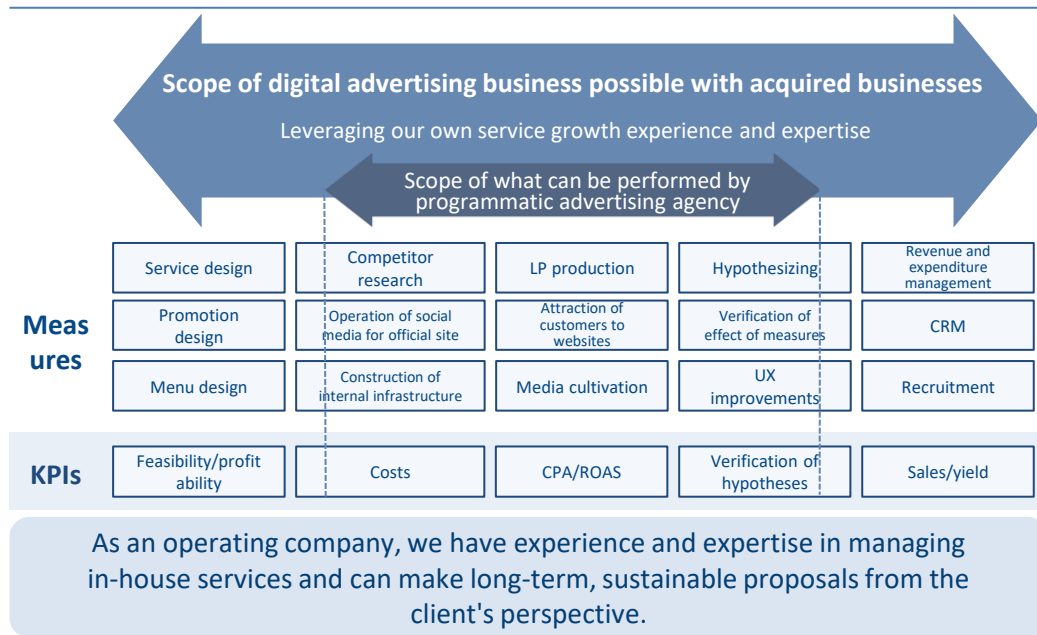 Scope of digital advertising business possible with acquired businesses
Leveraging our own service growth experience and expertise
Scope of what can be performed by
programmatic advertising agency
Meas
ures
Service design
Competitor
research
LP production
Hypothesizing
Revenue and
expenditure
management
Promotion
design
Operation of social
media for official site
Attraction of
customers to
websites
Verification of
effect of measures
CRM
Menu design
Construction of
internal infrastructure
Media cultivation
UX
improvements
Recruitment
KPIs
Feasibility/profit
ability
Costs
CPA/ROAS
Verification of
hypotheses
Sales/yield
As an operating company, we have experience and expertise in managing
in-house services and can make long-term, sustainable proposals from the
client's perspective.